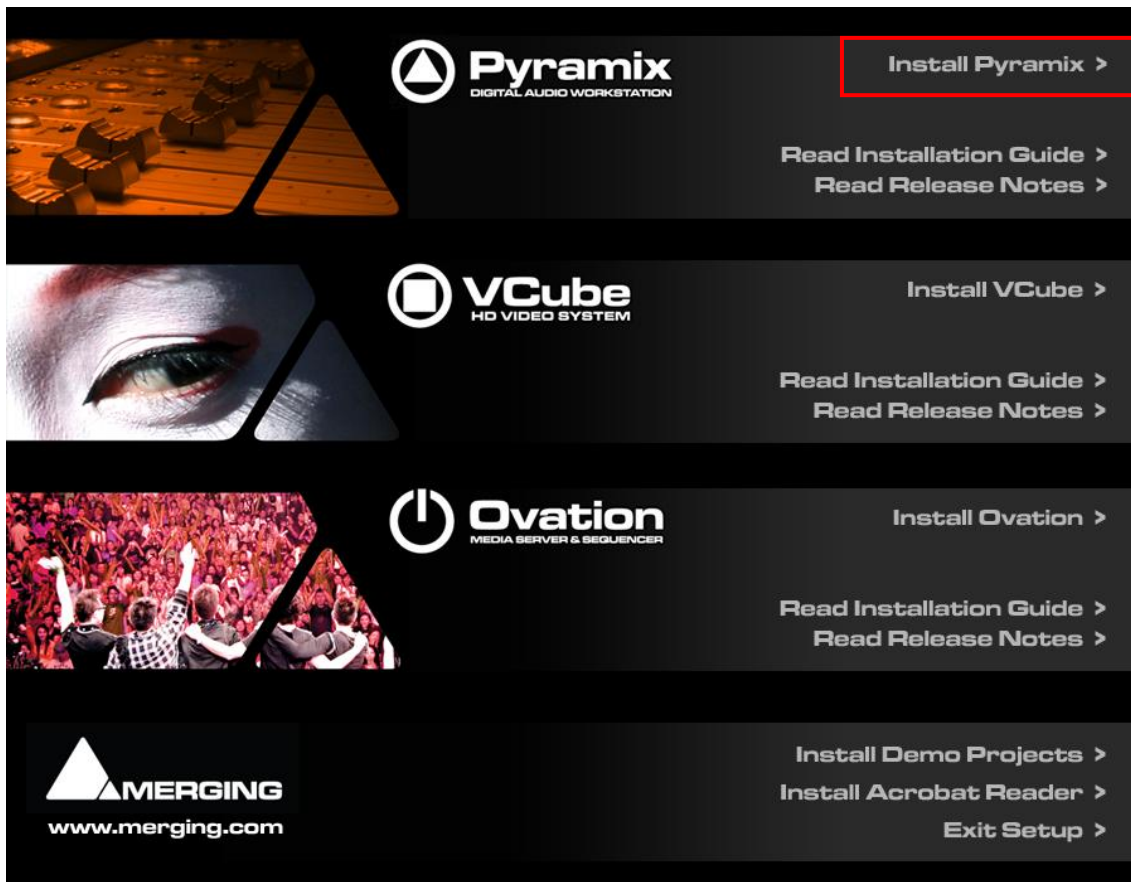 Pyramix
DIGITAL AUDIO WORKSTATION
Install Pyramix >
Read Installation Guide >
Read Release Notes >
VCube
HD VIDEO SYSTEM
Install VCube >
Read Installation Guide >
Read Release Notes >
Ovation
MEDIA SERVER & SEQUENCER
Install Ovation >
Read Installation Guide >
Read Release Notes >
MERGING
www.merging.com
Install Demo Projects >
Install Acrobat Reader >
Exit Setup >